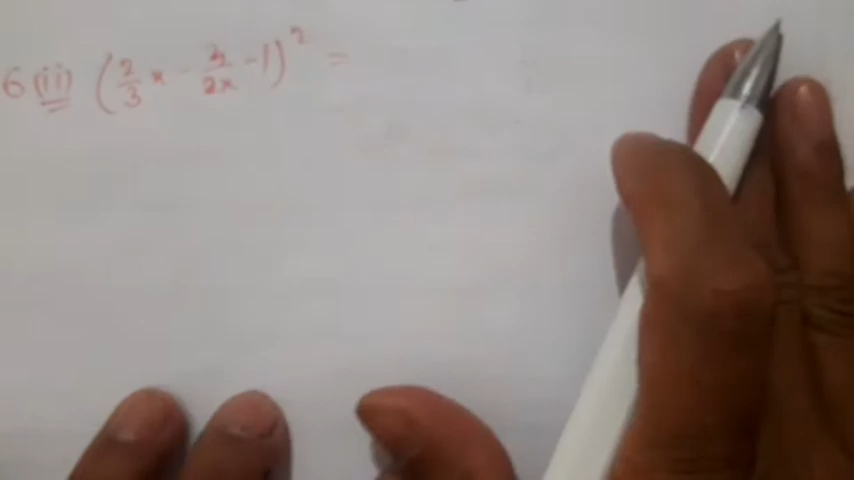 6 (ii) (2/3 x - 3/2x - 1)² =